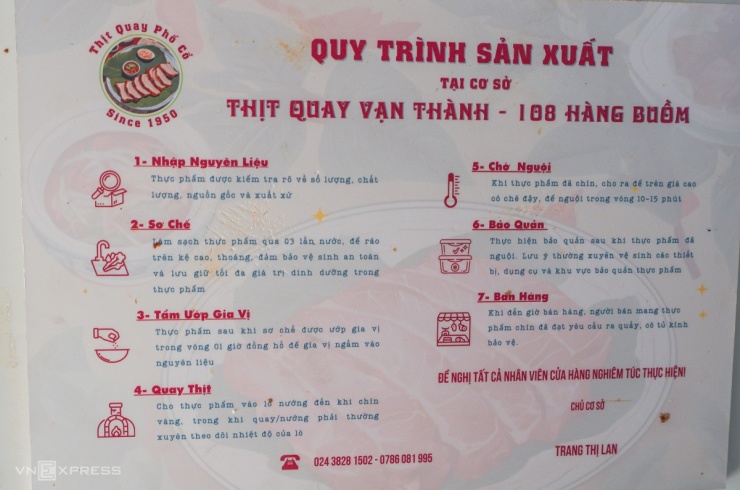 Thịt Quay Phố Cổ
Since 1950
QUY TRÌNH SẢN XUẤT
TẠI CƠ SỞ
THỊT QUAY VẠN THÀNH - 108 HÀNG BUỒM
1- Nhập Nguyên Liệu
Thực phẩm được kiểm tra rõ về số lượng, chất
lượng, nguồn gốc và xuất xứ
2- Sơ Chế
Làm sạch thực phẩm qua 03 lần nước, để ráo
trên kệ cao, thoáng, đảm bảo vệ sinh an toàn
và lưu giữ tối đa giá trị dinh dưỡng trong
thực phẩm
3- Tẩm Ướp Gia Vị
Thực phẩm sau khi sơ chế được ướp gia vị
trong vòng 01 giờ đồng hồ để gia vị ngấm vào
nguyên liệu
4- Quay Thịt
Cho thực phẩm vào lò nướng đến khi chín
vàng, trong khi quay/nướng phải thường
xuyên theo dõi nhiệt độ của lò
5- Chờ Nguội
Khi thực phẩm đã chín, cho ra để trên giá cao
có che đậy, để nguội trong vòng 10-15 phút
6- Bảo Quản
Thực hiện bảo quản sau khi thực phẩm đã
nguội. Lưu ý thường xuyên vệ sinh các thiết
bị, dụng cụ và khu vực bảo quản thực phẩm
7- Bán Hàng
Khi đến giờ bán hàng, người bán mang thực
phẩm chín đã đạt yêu cầu ra quầy, có tủ kính
bảo vệ.
ĐỀ NGHỊ TẤT CẢ NHÂN VIÊN CỬA HÀNG NGHIÊM TÚC THỰC HIỆN!
CHỦ CƠ SỞ
TRANG THỊ LAN
024 3828 1502 - 0786 081 995
VNEXPRESS